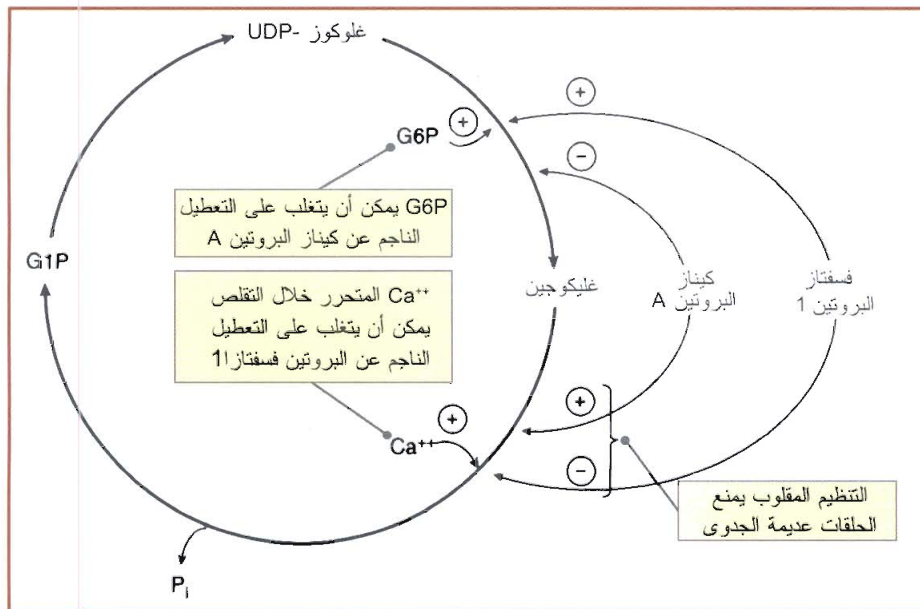 UDP- غلوكوز
+
G6P
+
−
G6P يمكن أن يتغلب على التعطيل
الناجم عن كيناز البروتين A
G1P
Ca++ المتحرر خلال التقلص
يمكن أن يتغلب على التعطيل
الناجم عن البروتين فسفتاز1
غليكوجين
كيناز
البروتين A
فسفتاز
البروتين 1
+
+
Ca++
−
التنظيم المقلوب يمنع
الحلقات عديمة الجدوى
Pi